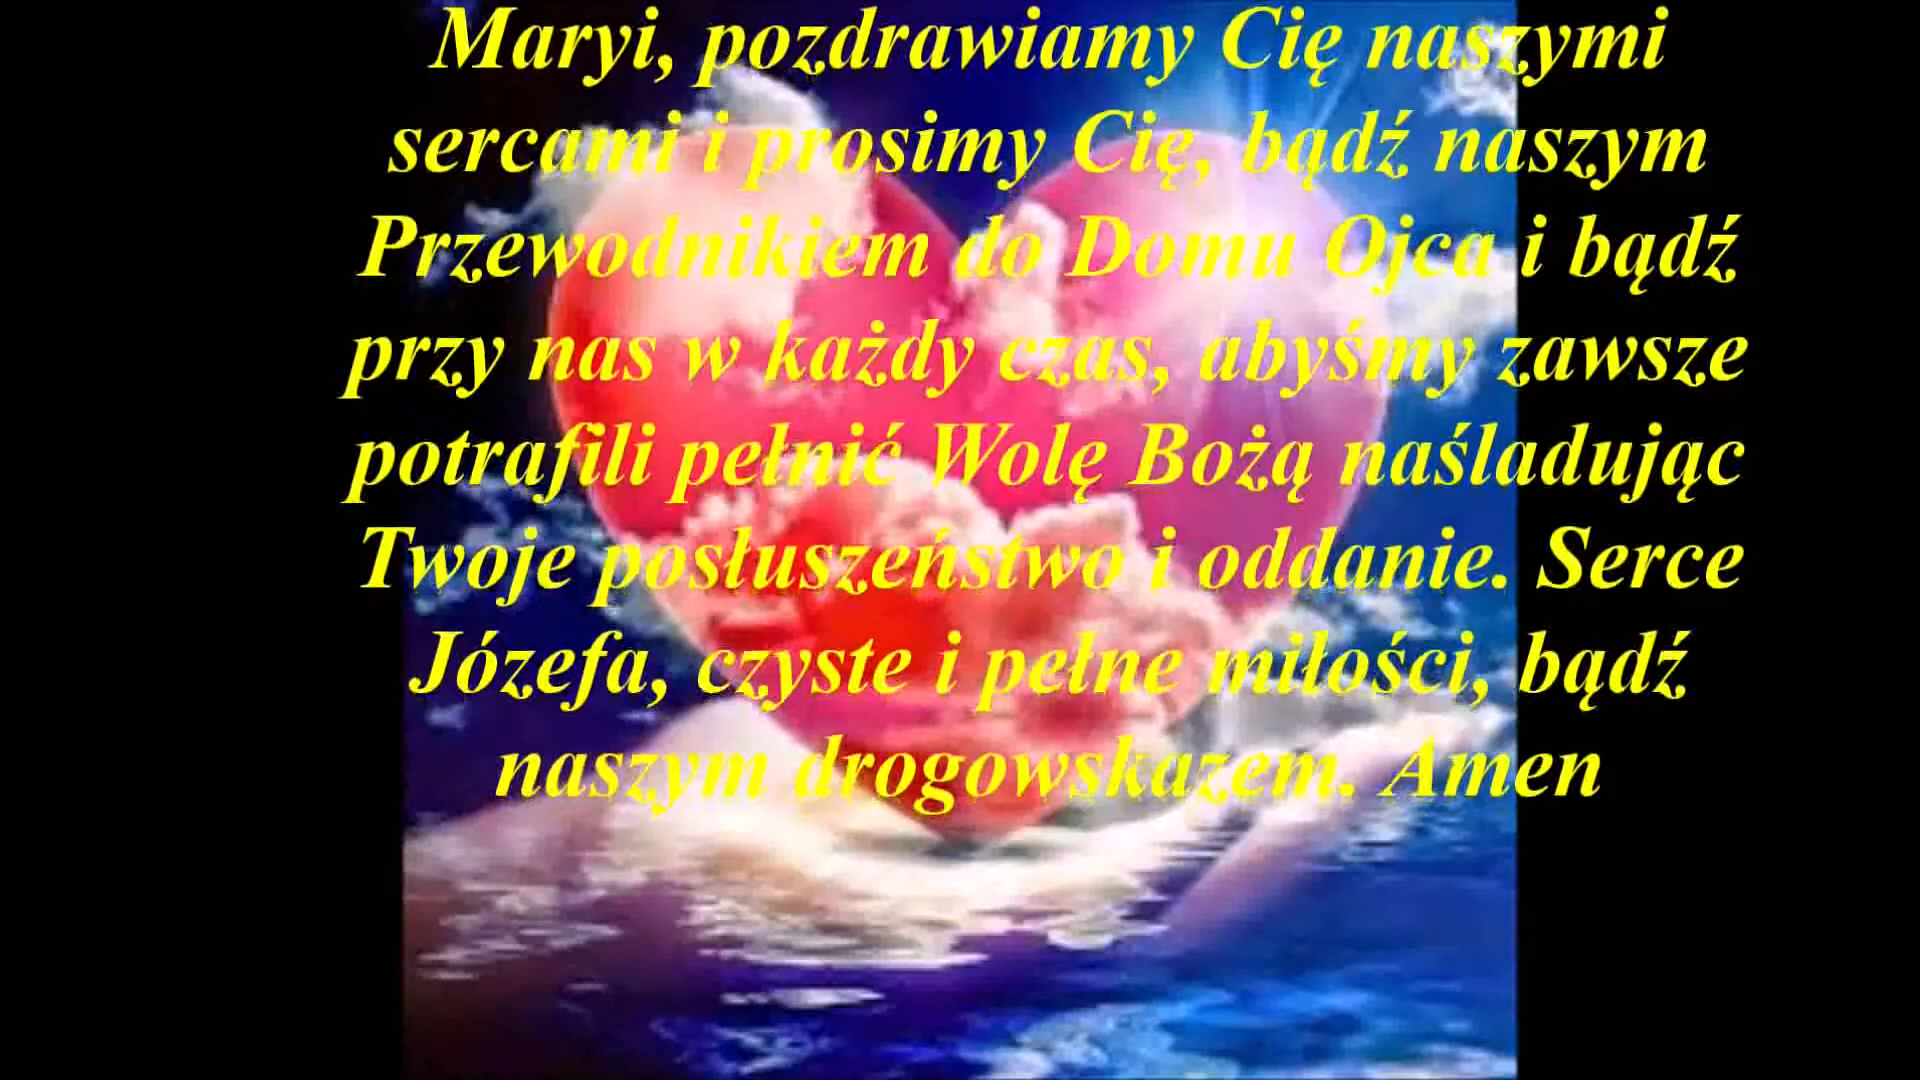 Maryi, pozdrawiamy Cię naszymi
sercami i prosimy Cię, bądź naszym
Przewodnikiem do Domu Ojca i bądź
przy nas w każdy czas, abyśmy zawsze
potrafili pełnić Wolę Bożą naśladując
Twoje posłuszeństwo i oddanie. Serce
Józefa, czyste i pełne miłości, bądź
naszym drogowskazem. Amen